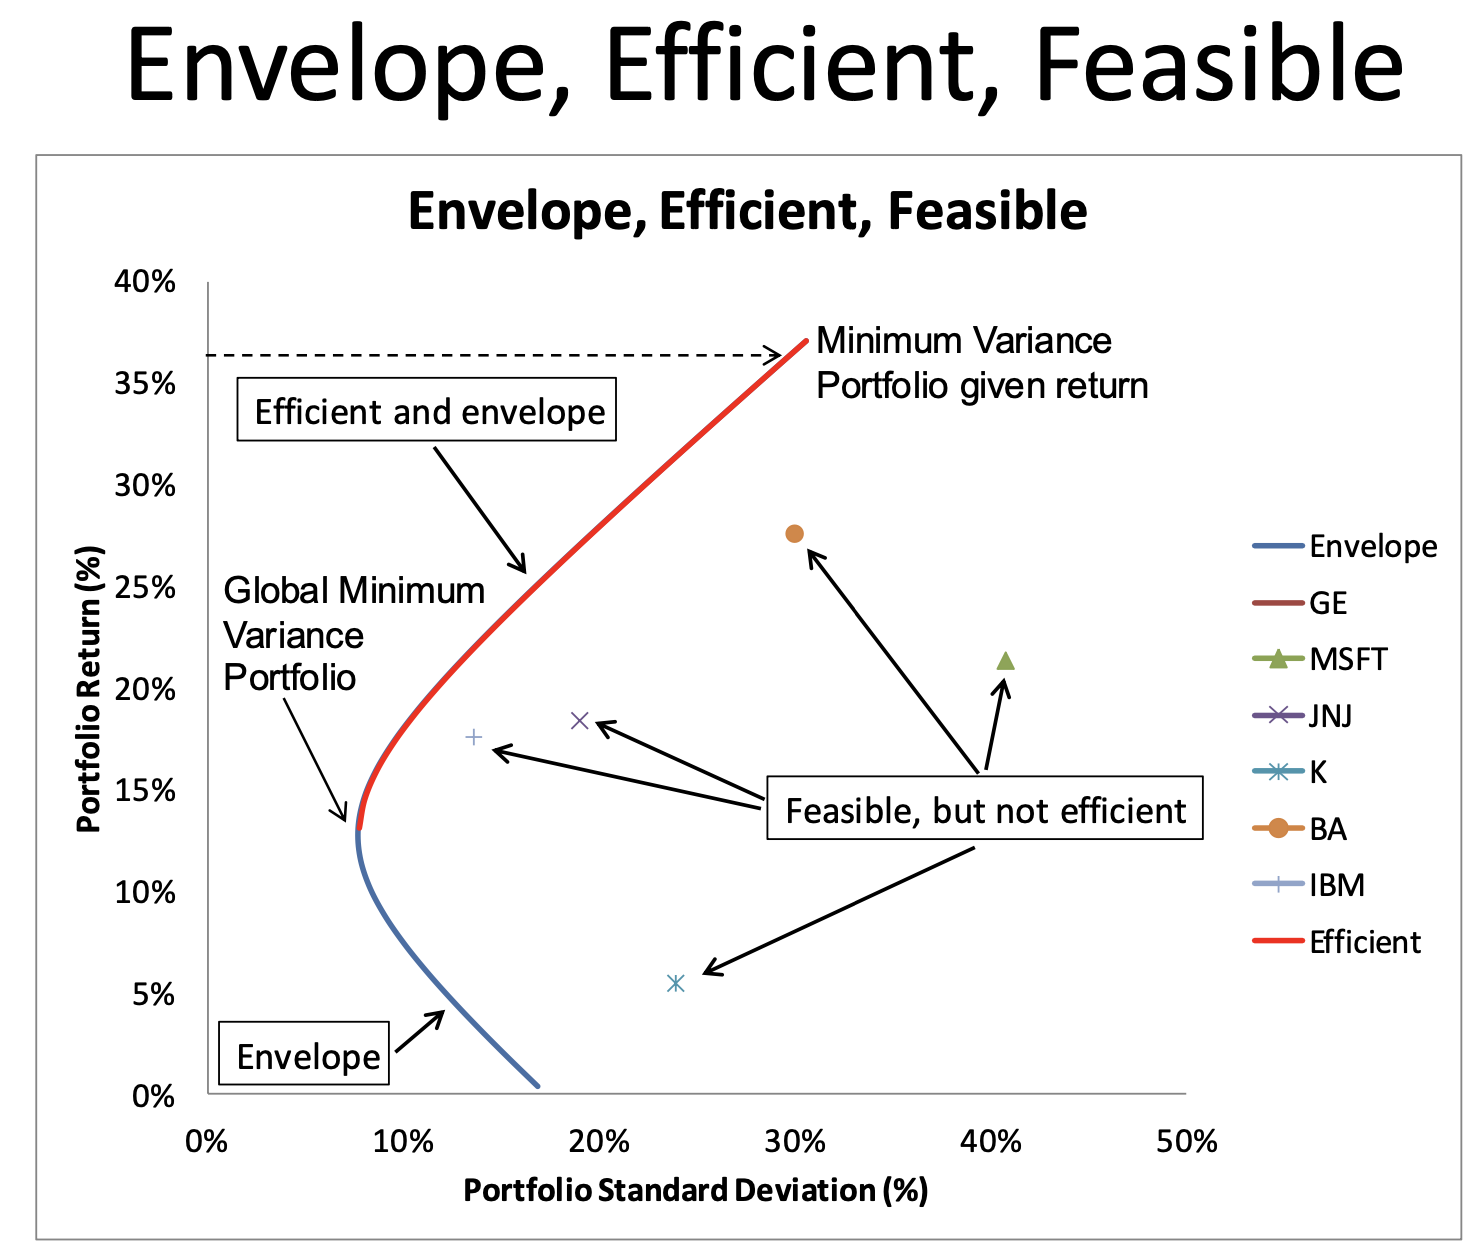 Envelope, Efficient, Feasible
Envelope, Efficient, Feasible
40%
35%
30%
25%
20%
15%
10%
5%
0%
Portfolio Return (%)
Minimum Variance
Portfolio given return
Efficient and envelope
Global Minimum
Variance
Portfolio
Feasible, but not efficient
Envelope
Envelope
GE
MSFT
JNJ
K
BA
IBM
Efficient
0% 10% 20% 30% 40% 50%
Portfolio Standard Deviation (%)